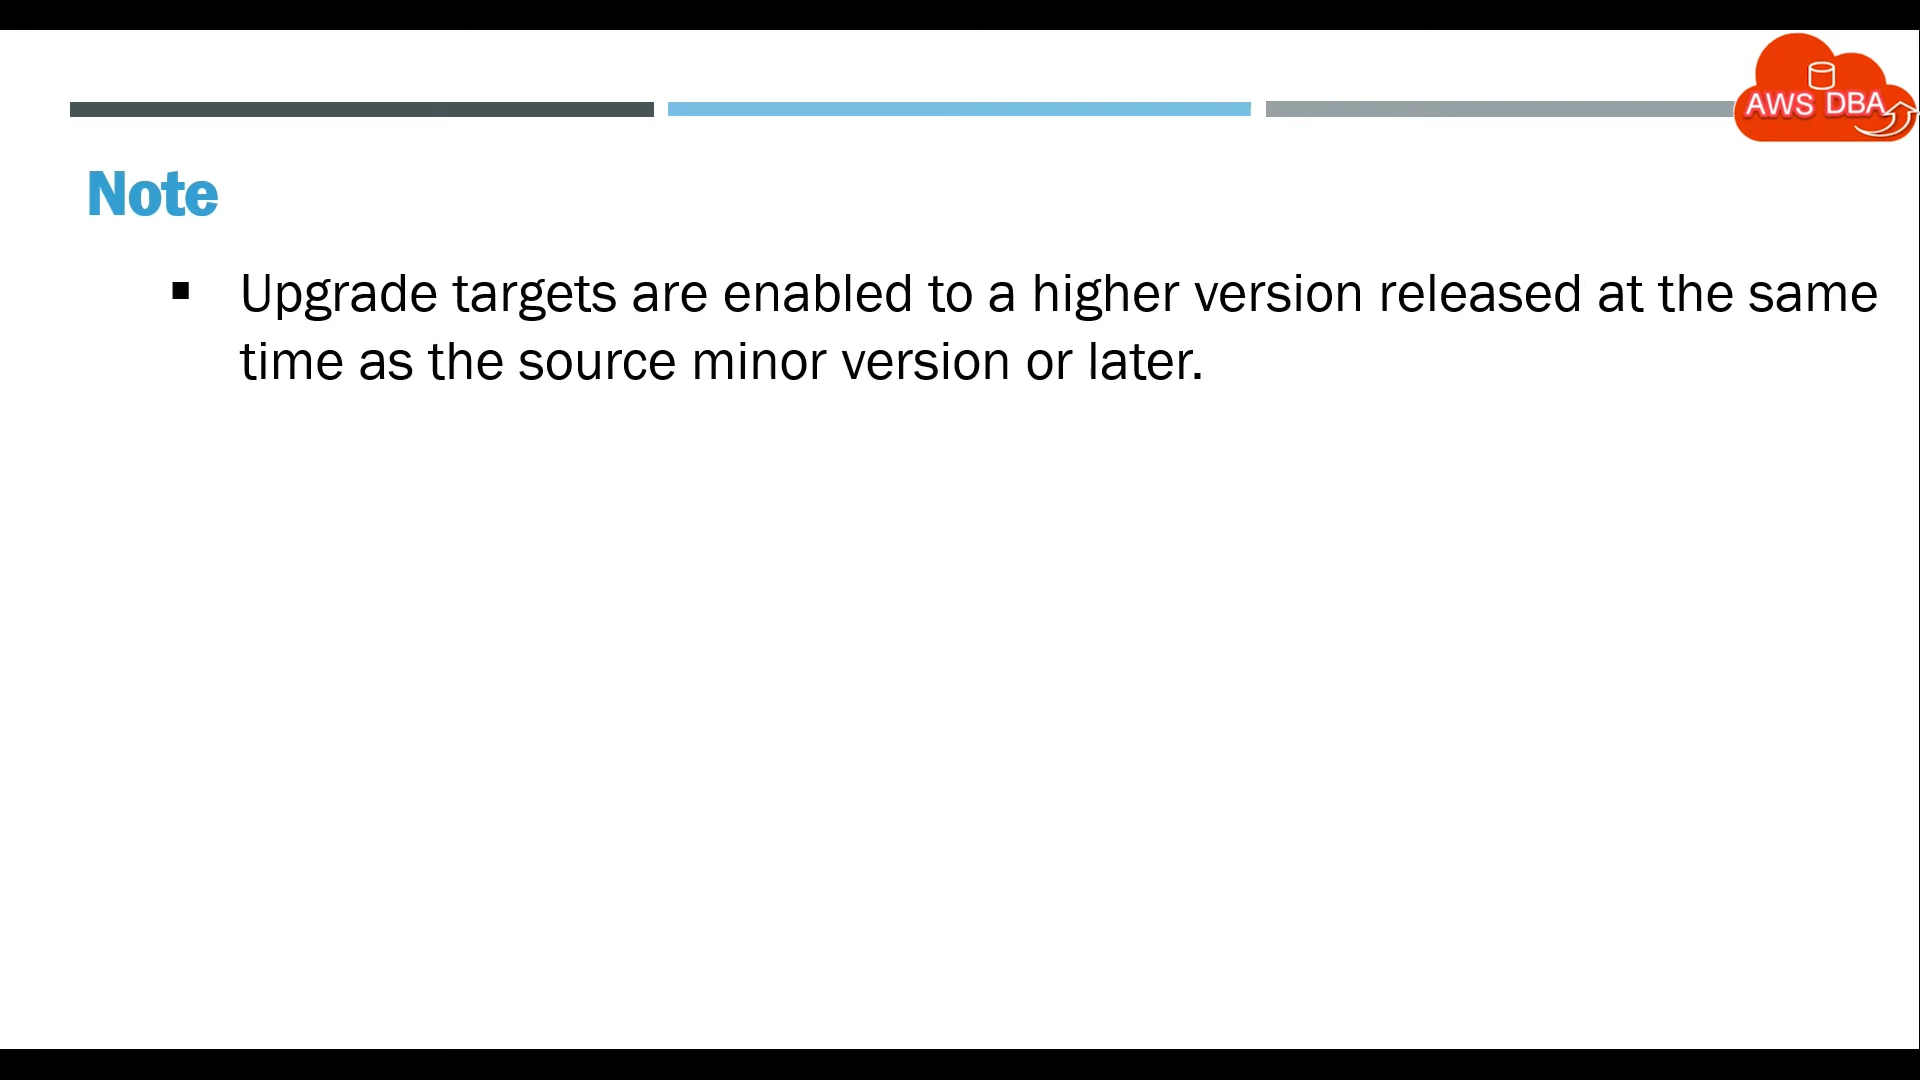 AWS DBA
Note
▪ Upgrade targets are enabled to a higher version released at the same
time as the source minor version or later.